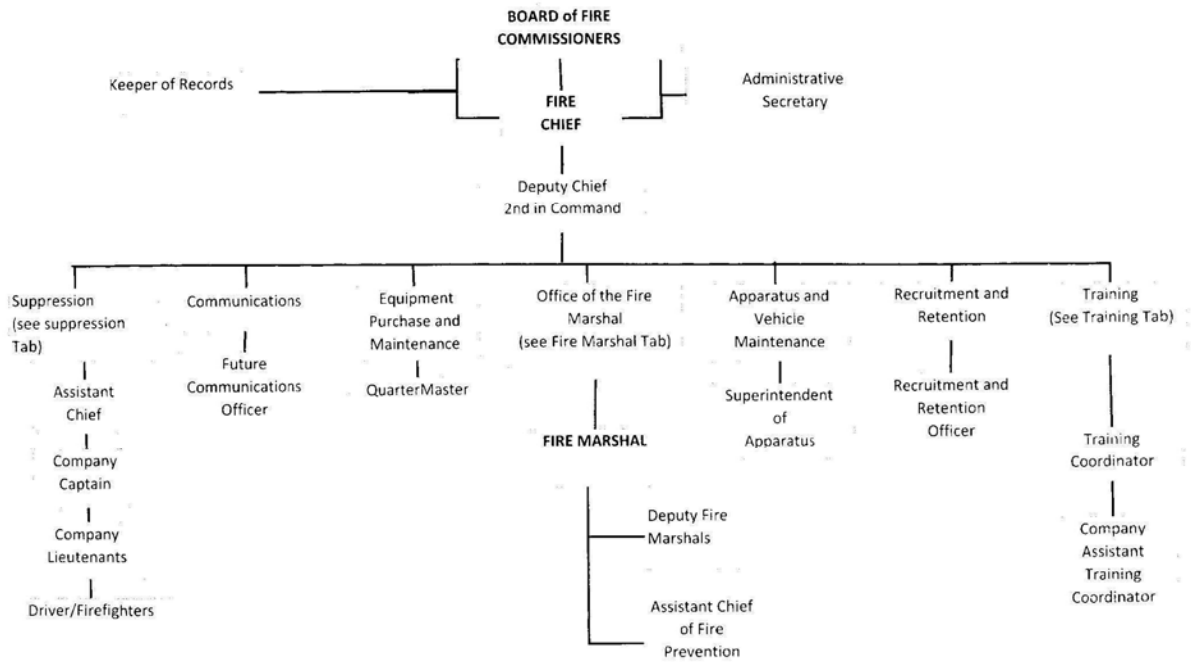 BOARD of FIRE
COMMISSIONERS
Keeper of Records
Administrative
Secretary
FIRE
CHIEF
Deputy Chief
2nd in Command
Suppression
(see suppression
Tab)
Assistant
Chief
Company
Captain
Company
Lieutenants
Driver/Firefighters
Communications
Future
Communications
Officer
Equipment
Purchase and
Maintenance
QuarterMaster
Office of the Fire
Marshal
(see Fire Marshal Tab)
FIRE MARSHAL
Deputy Fire
Marshals
Assistant Chief
of Fire
Prevention
Apparatus and
Vehicle
Maintenance
Superintendent
of
Apparatus
Recruitment and
Retention
Recruitment and
Retention
Officer
Training
(See Training Tab)
Training
Coordinator
Company
Assistant
Training
Coordinator